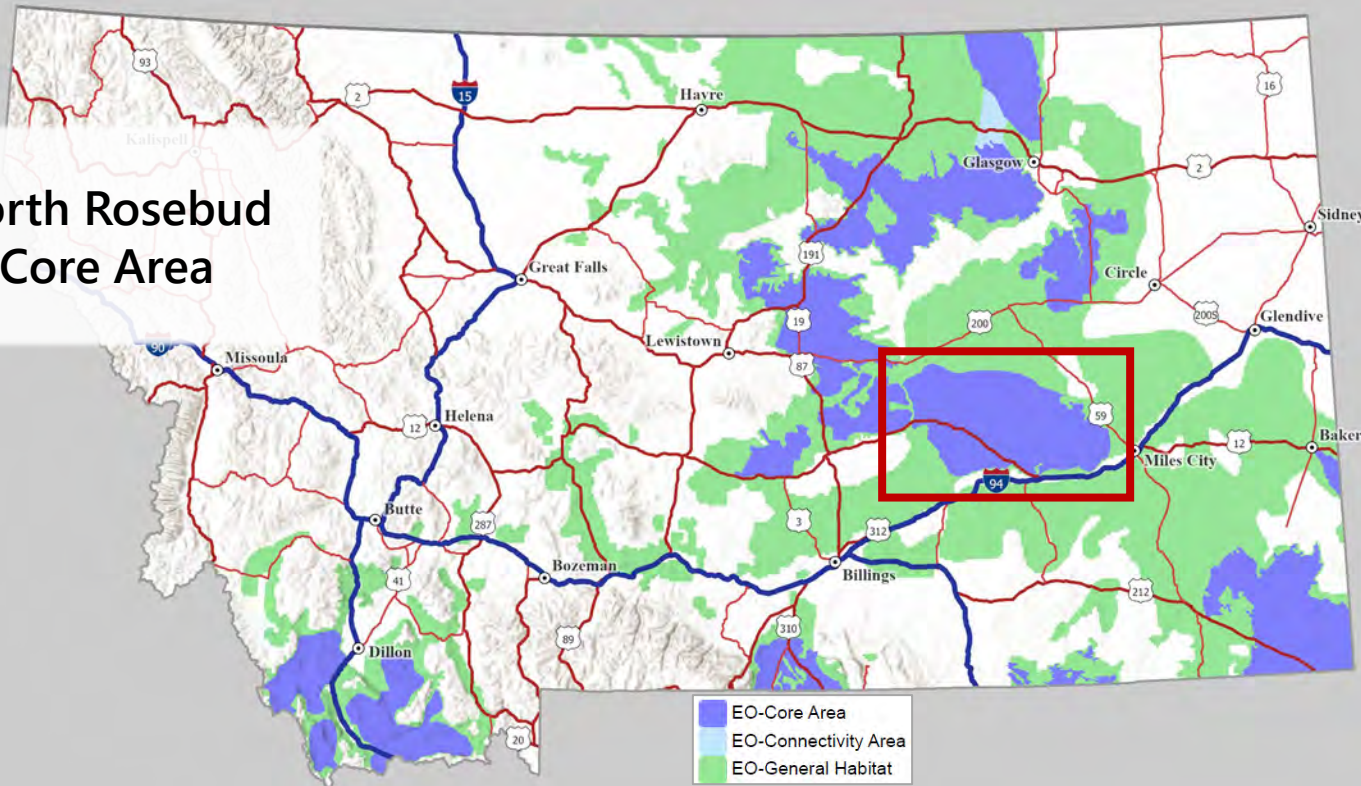 orth Rosebud
Core Area
93
2
15
Havre
16
Kalispell
Glasgow
2
Sidney
191
Great Falls
Circle
19
200
200S
Glendive
Lewistown
90
Missoula
87
59
12
Helena
12
Baker
Miles City
94
Butte
287
3
312
Bozeman
Billings
41
212
310
89
Dillon
20
EO-Core Area
EO-Connectivity Area
EO-General Habitat